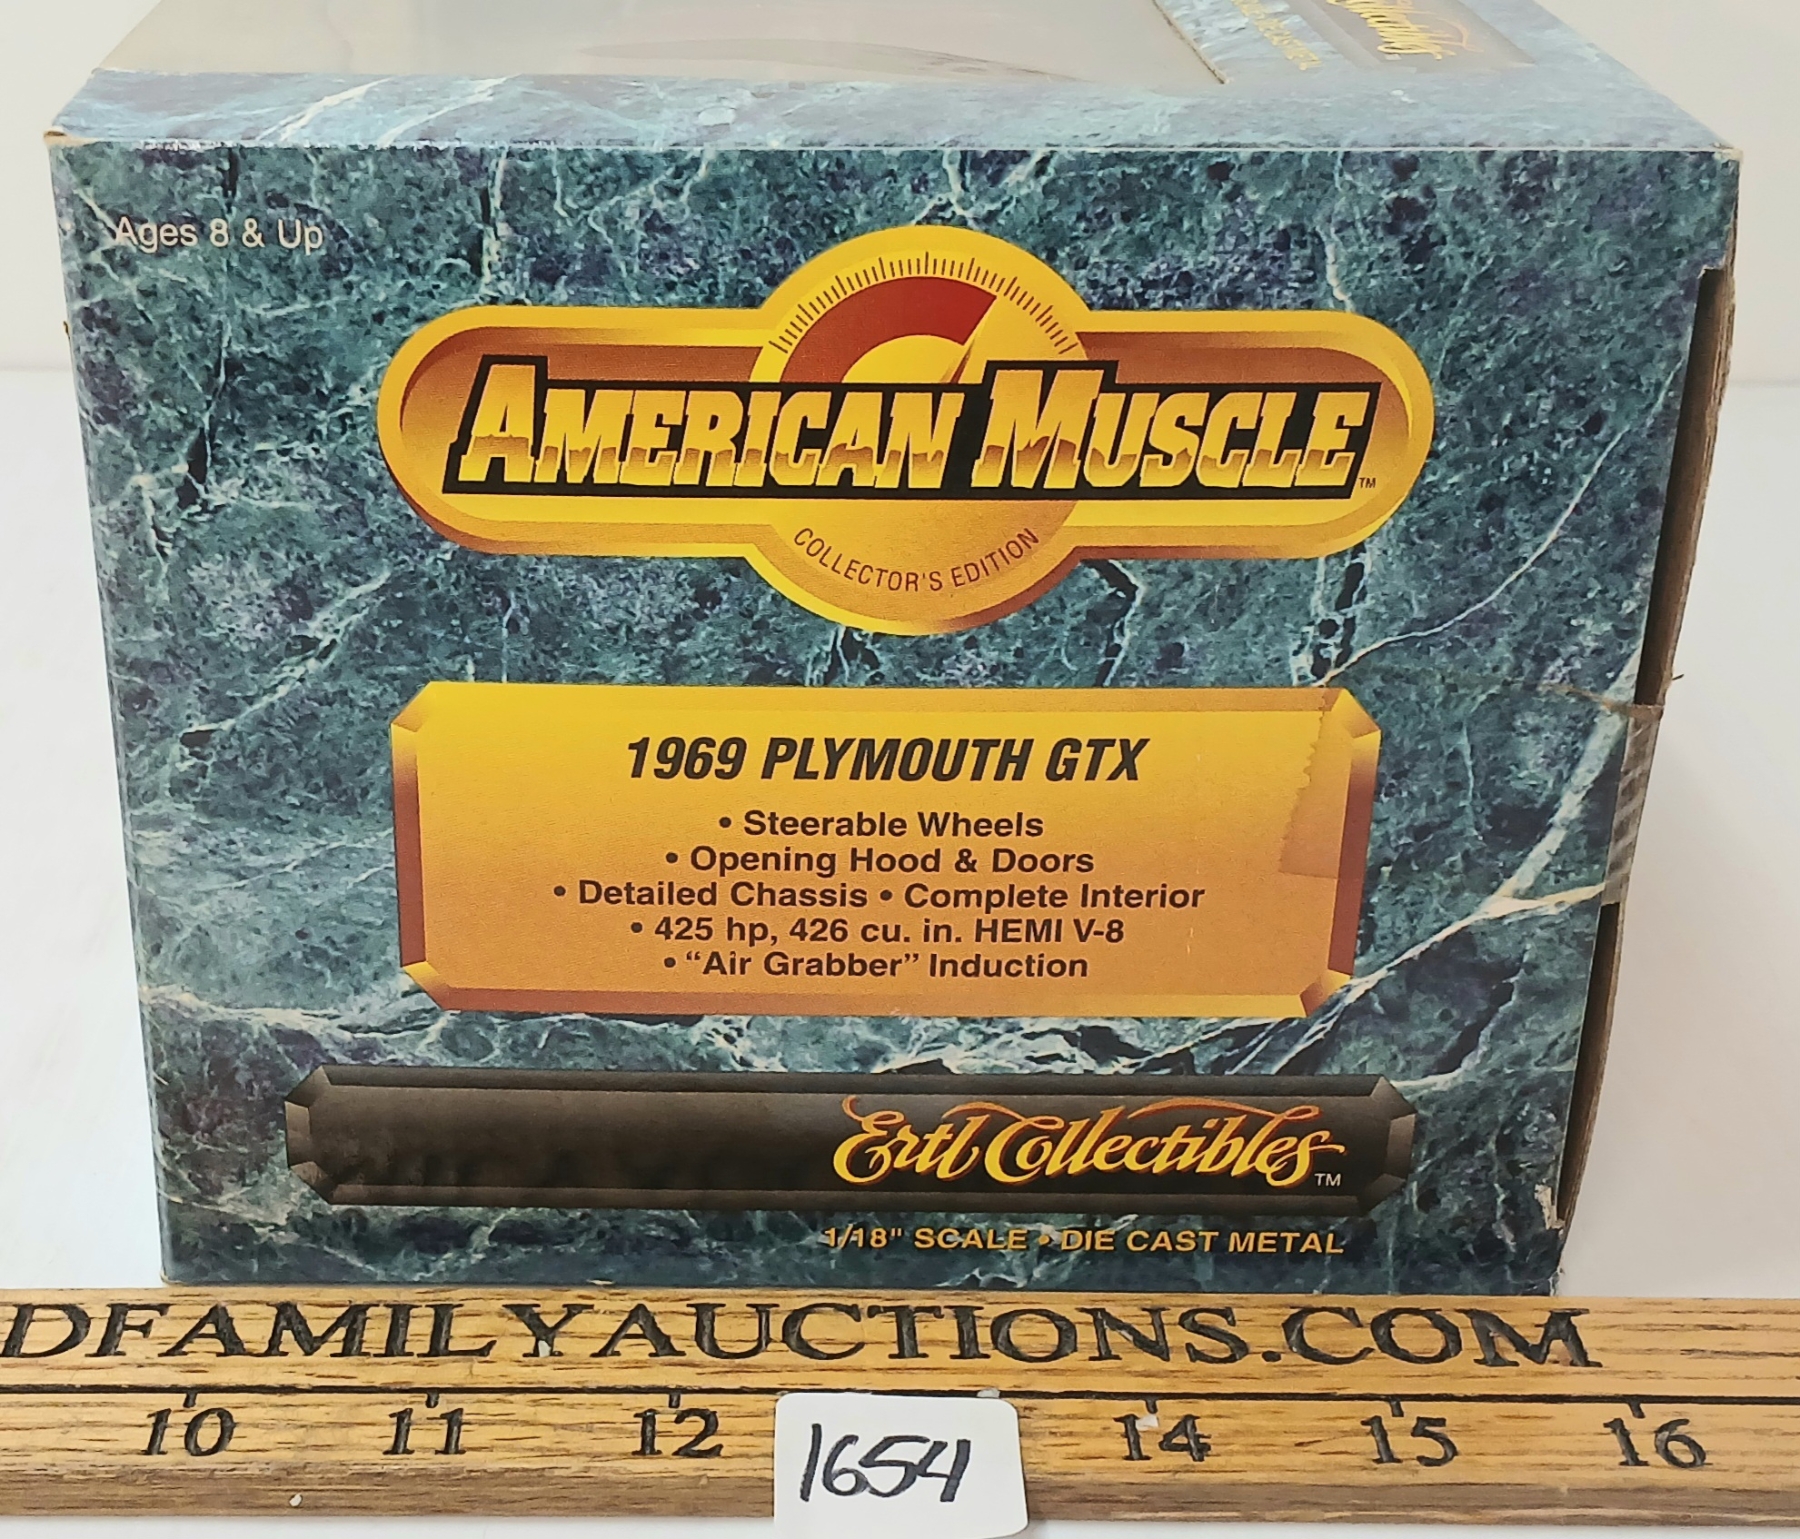 Ages 8 & Up
AMERICAN MUSCLE™
COLLECTOR'S EDITION
1969 PLYMOUTH GTX
• Steerable Wheels
• Opening Hood & Doors
• Detailed Chassis • Complete Interior
• 425 hp, 426 cu. in. HEMI V-8
• “Air Grabber” Induction
Ertl Collectibles™
1/18" SCALE • DIE CAST METAL
DFAMILYAUCTIONS.COM
10 11 12 14 15 16
1654